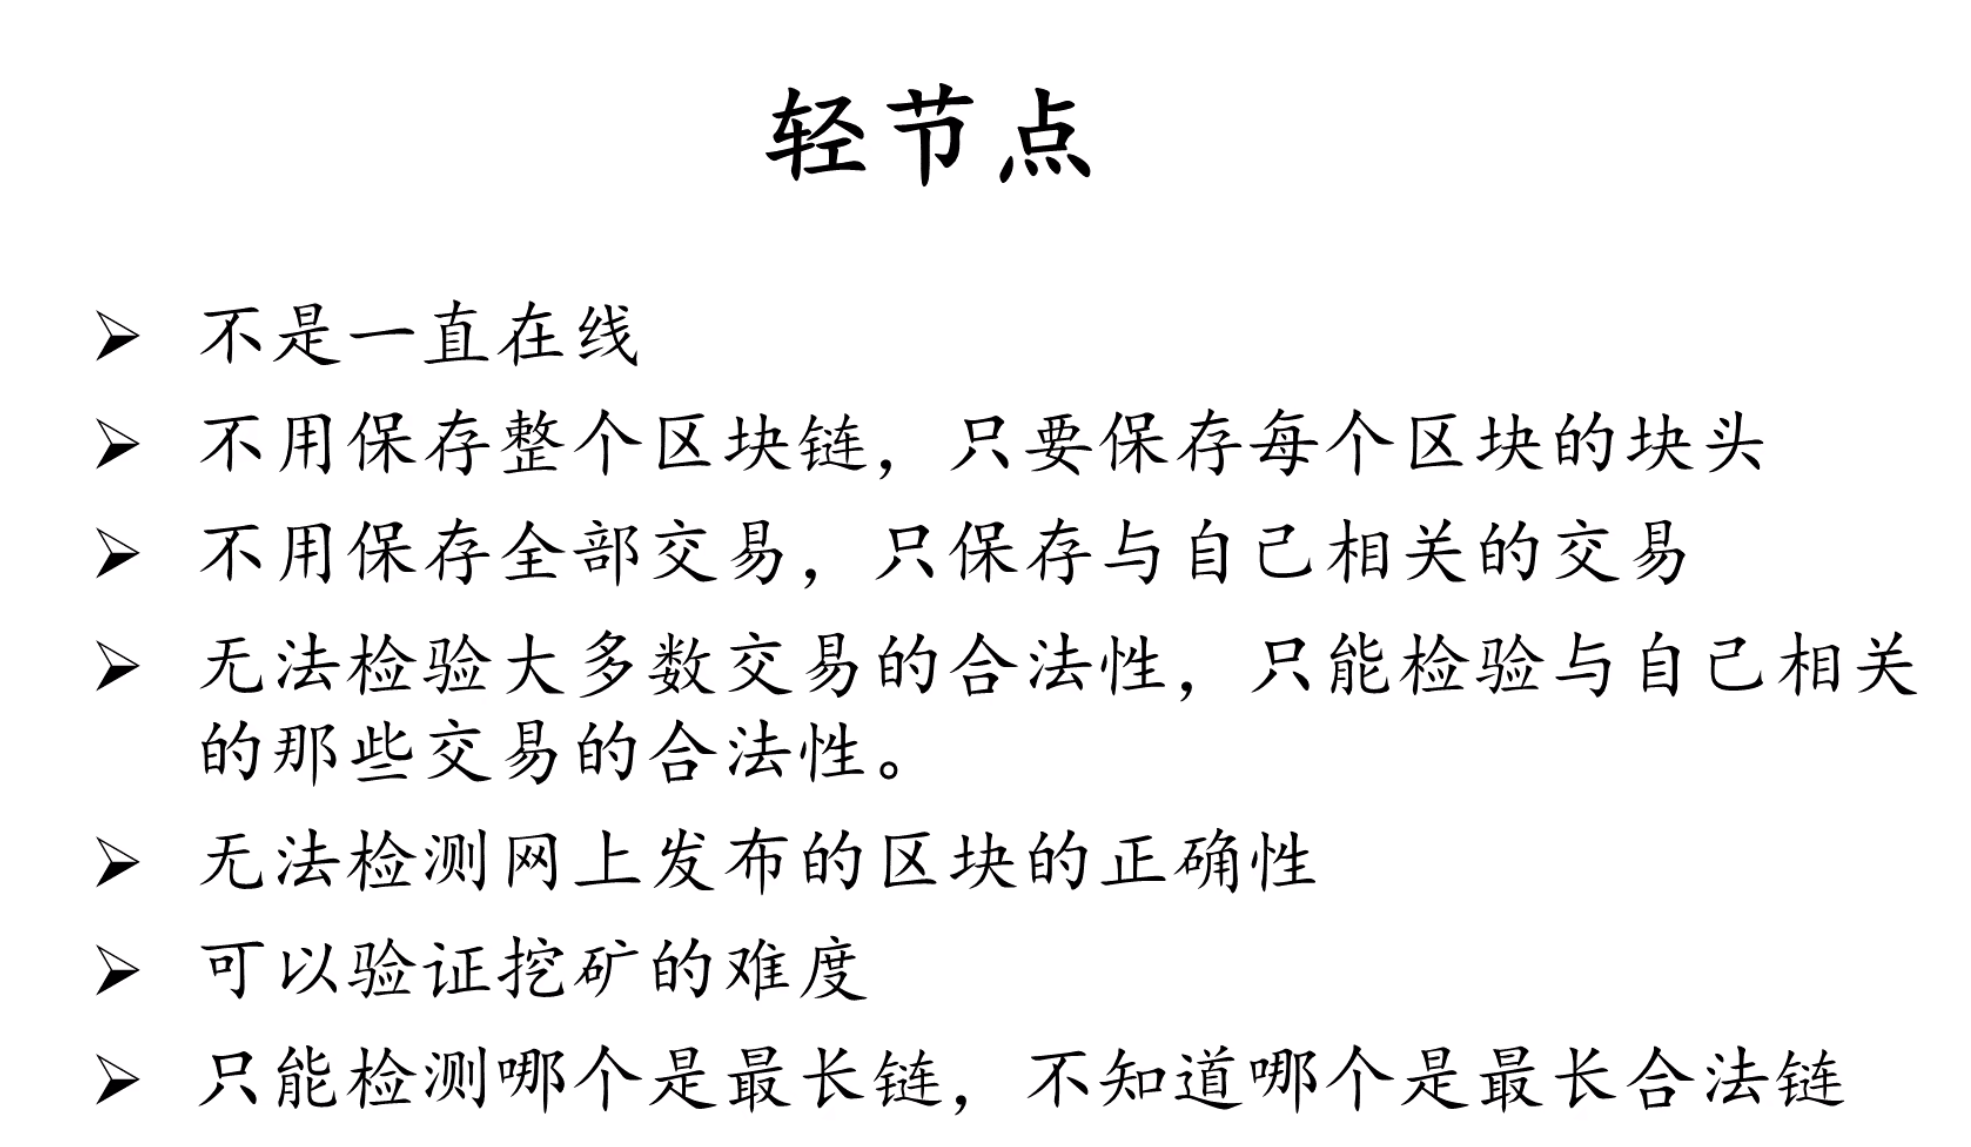 轻节点
➢ 不是一直在线
➢ 不用保存整个区块链，只要保存每个区块的块头
➢ 不用保存全部交易，只保存与自己相关的交易
➢ 无法检验大多数交易的合法性，只能检验与自己相关
的那些交易的合法性。
➢ 无法检测网上发布的区块的正确性
➢ 可以验证挖矿的难度
➢ 只能检测哪个是最长链，不知道哪个是最长合法链